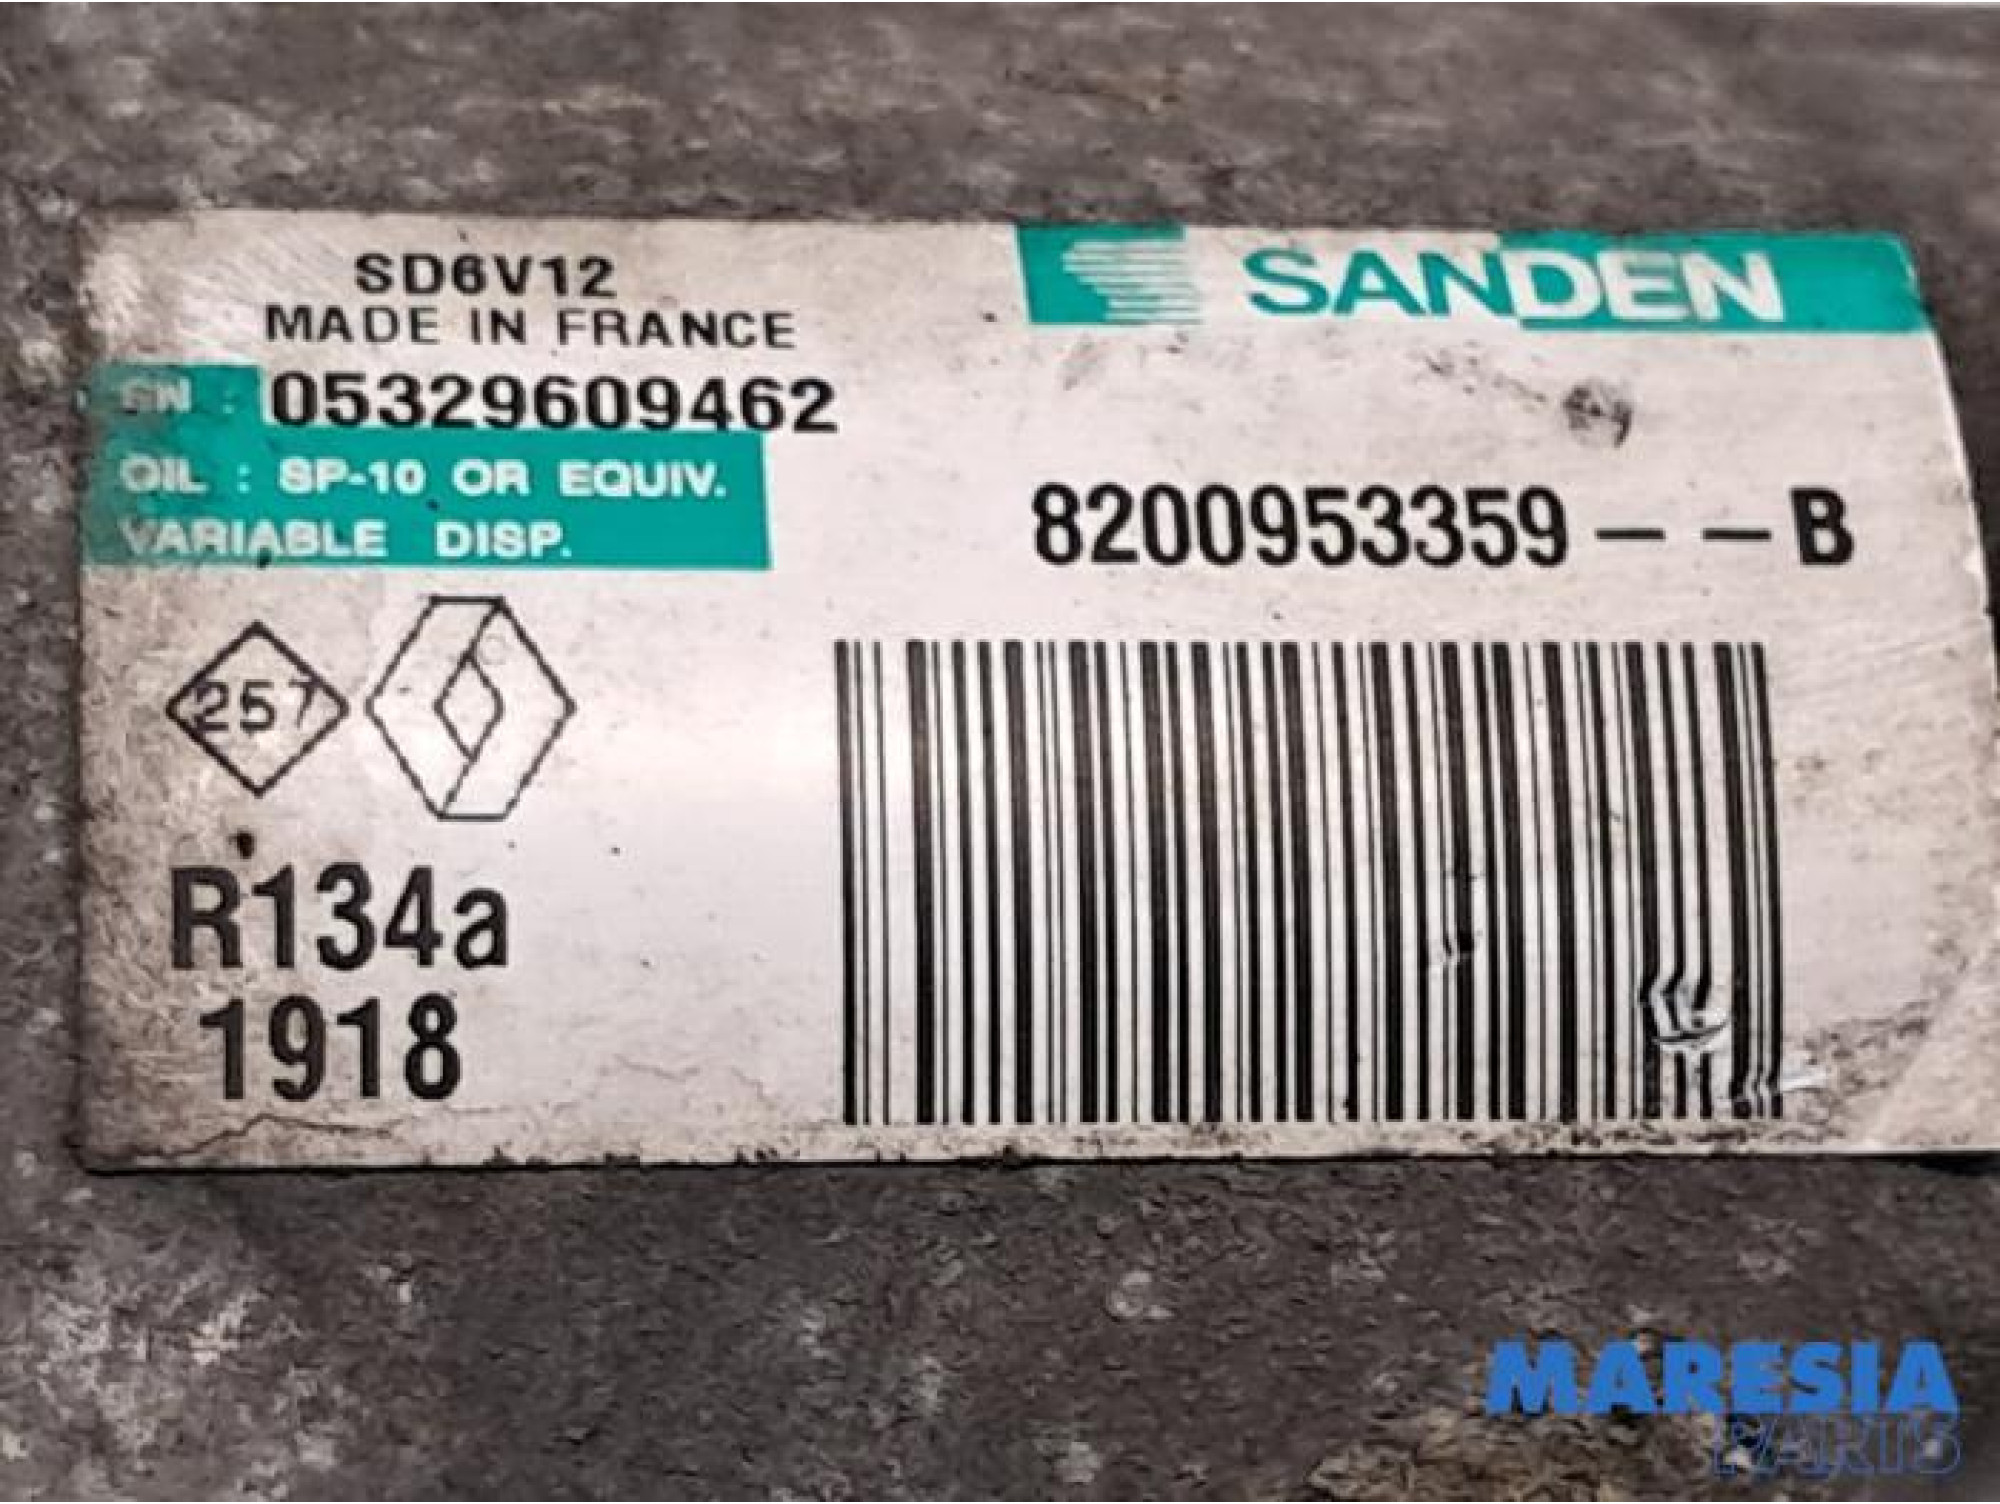 SD6V12
MADE IN FRANCE
SN : 05329609462
OIL : SP-10 OR EQUIV.
VARIABLE DISP.
SANDEN
8200953359--B
257
R134a
1918
MARESIA
PARTS